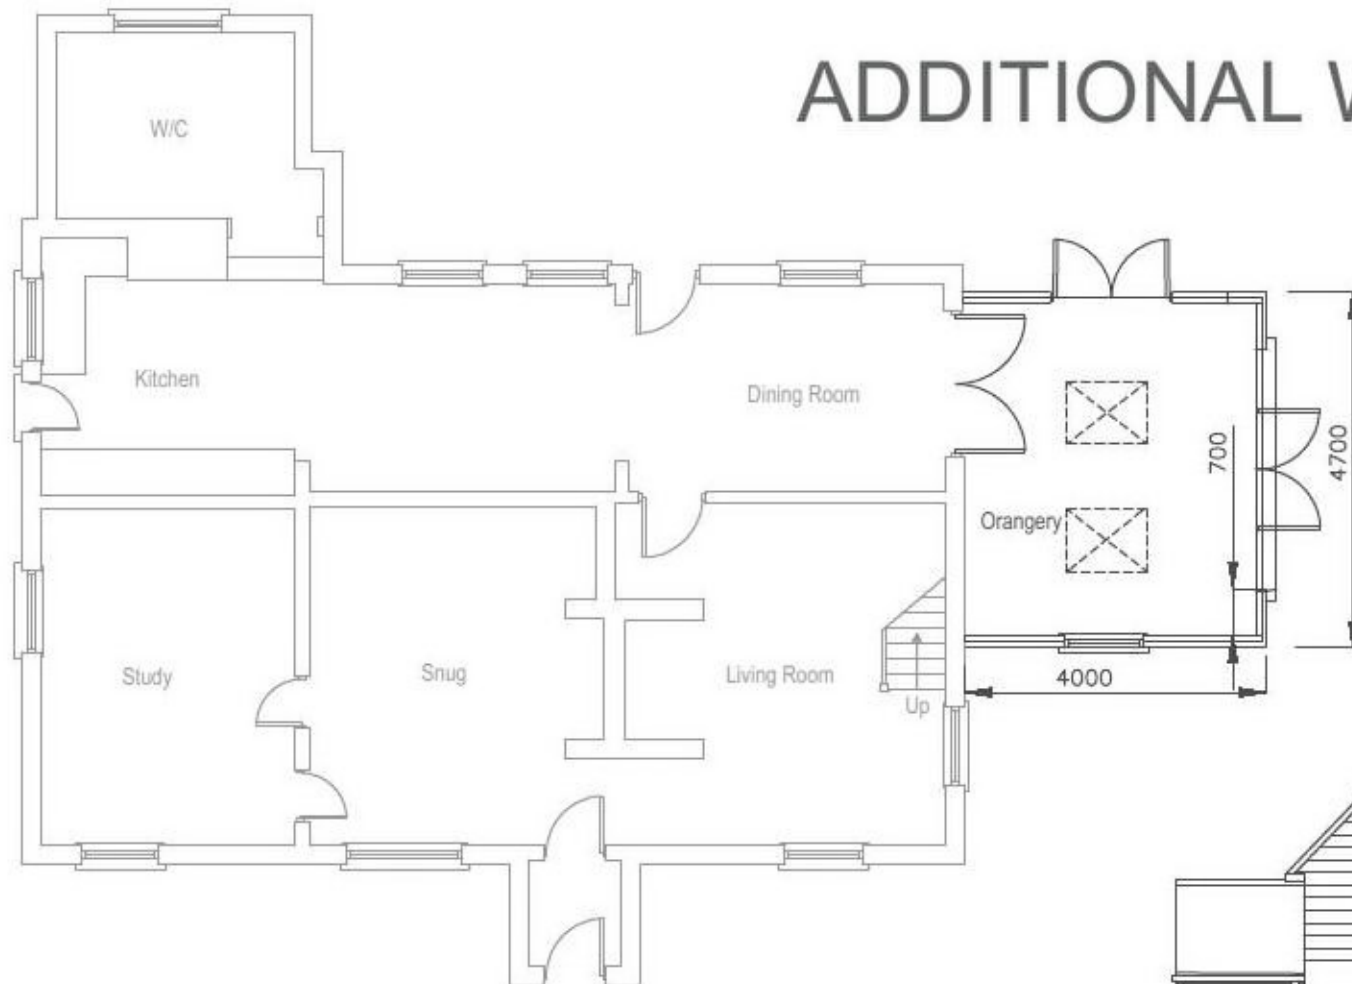 ADDITIONAL
W/C
Kitchen
Dining Room
700
4700
Orangery
Study
Snug
Living Room
4000
Up